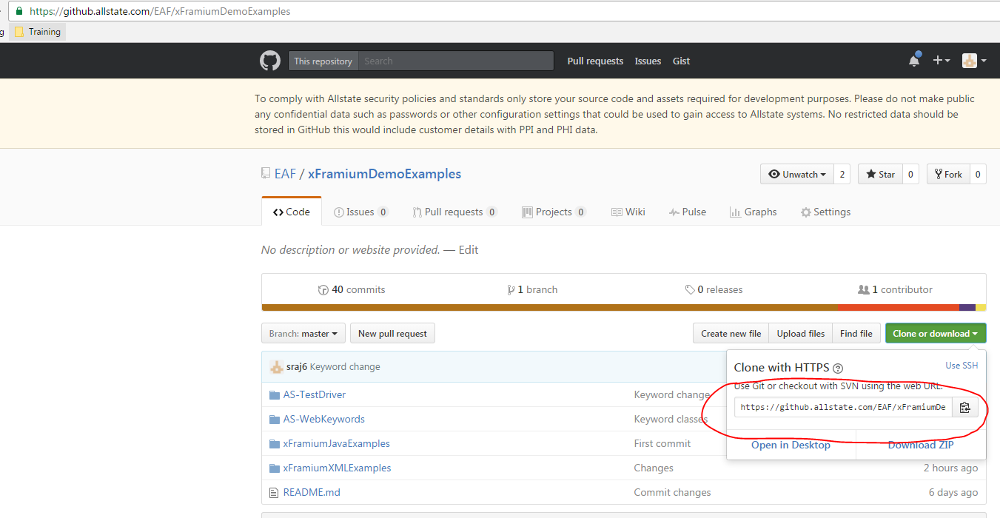 https://github.allstate.com/EAF/xFramiumDemoExamples
g Training
This repository Search Pull requests Issues Gist
To comply with Allstate security policies and standards only store your source code and assets required for development purposes. Please do not make public
any confidential data such as passwords or other configuration settings that could be used to gain access to Allstate systems. No restricted data should be
stored in GitHub this would include customer details with PPI and PHI data.
EAF / xFramiumDemoExamples Unwatch 2 Star 0 Fork 0
Code Issues 0 Pull requests 0 Projects 0 Wiki Pulse Graphs Settings
No description or website provided. — Edit
40 commits 1 branch 0 releases 1 contributor
Branch: master New pull request Create new file Upload files Find file Clone or download
sraj6 Keyword change
Clone with HTTPS ? Use SSH
Use Git or checkout with SVN using the web URL.
https://github.allstate.com/EAF/xFramiumDe
Open in Desktop Download ZIP
AS-TestDriver Keyword change
AS-WebKeywords Keyword classes
xFramiumJavaExamples First commit
xFramiumXMLExamples Changes 2 hours ago
README.md Commit changes 6 days ago